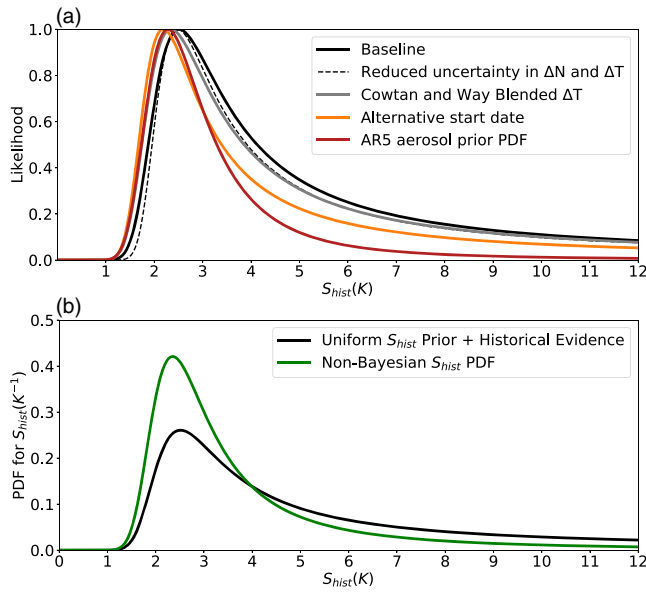 (a)
1.0
0.8
0.6
0.4
0.2
0.0
Likelihood
Baseline
Reduced uncertainty in ΔN and ΔT
Cowtan and Way Blended ΔT
Alternative start date
AR5 aerosol prior PDF
1 2 3 4 5 6 7 8 9 10 11 12
S_hist(K)
(b)
0.5
0.4
0.3
0.2
0.1
0.0
PDF for S_hist(K⁻¹)
Uniform S_hist Prior + Historical Evidence
Non-Bayesian S_hist PDF
0 1 2 3 4 5 6 7 8 9 10 11 12
S_hist(K)